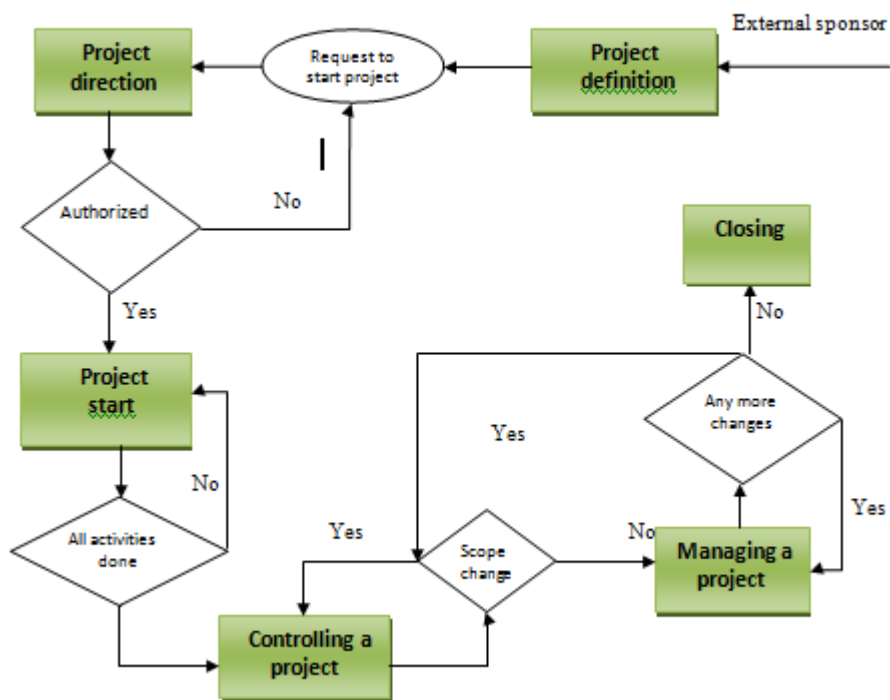 External sponsor
Project
direction
Request to
start project
Project
definition
Authorized
No
Closing
Yes
No
Project
start
Any more
changes
Yes
No
Yes
Yes
All activities
done
Scope
change
No
Managing a
project
Controlling a
project